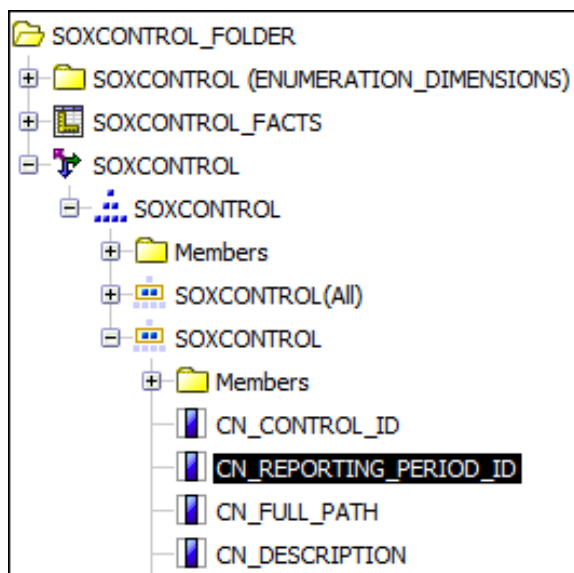 SOXCONTROL_FOLDER
SOXCONTROL (ENUMERATION_DIMENSIONS)
SOXCONTROL_FACTS
SOXCONTROL
SOXCONTROL
Members
SOXCONTROL(All)
SOXCONTROL
Members
CN_CONTROL_ID
CN_REPORTING_PERIOD_ID
CN_FULL_PATH
CN_DESCRIPTION